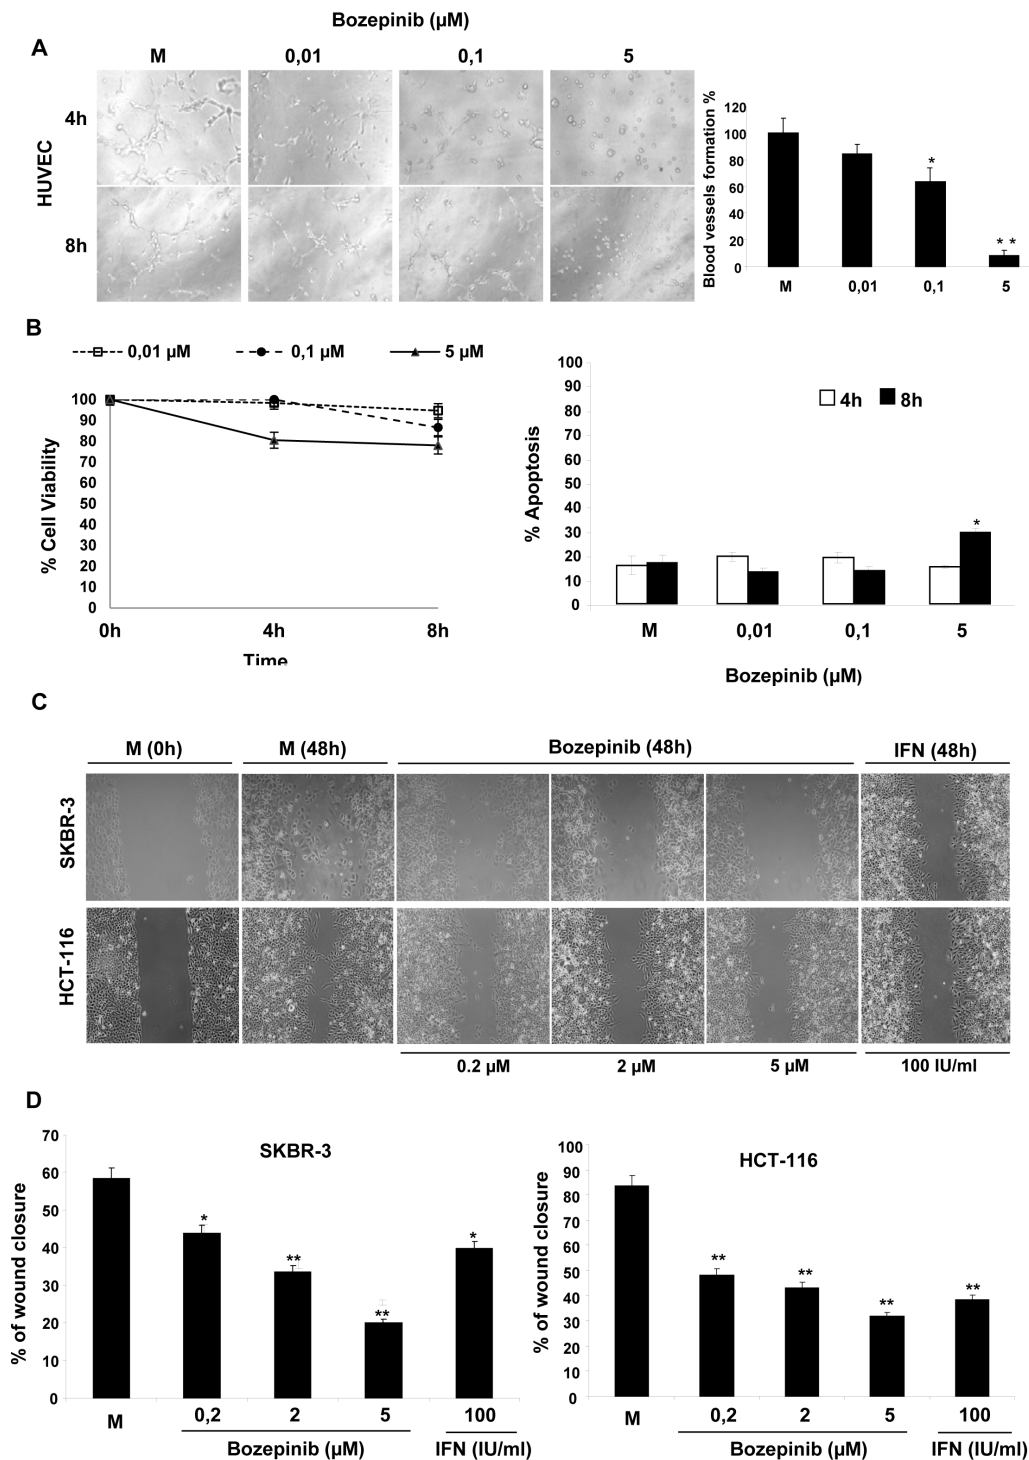 Bozepinib (µM)
A
M 0,01 0,1 5
HUVEC
4h
8h
Blood vessels formation %
120
100
80
60
40
20
0
*
* *
M 0,01 0,1 5
B
0,01 µM 0,1 µM 5 µM
% Cell Viability
100
90
80
70
60
50
40
30
20
10
0
0h 4h 8h
Time
% Apoptosis
100
90
80
70
60
50
40
30
20
10
0
4h 8h
*
M 0,01 0,1 5
Bozepinib (µM)
C
M (0h) M (48h) Bozepinib (48h) IFN (48h)
SKBR-3
HCT-116
0.2 µM 2 µM 5 µM 100 IU/ml
D
SKBR-3
% of wound closure
70
60
50
40
30
20
10
0
* ** ** *
M 0,2 2 5 100
Bozepinib (µM) IFN (IU/ml)
HCT-116
% of wound closure
100
90
80
70
60
50
40
30
20
10
0
** ** ** **
M 0,2 2 5 100
Bozepinib (µM) IFN (IU/ml)